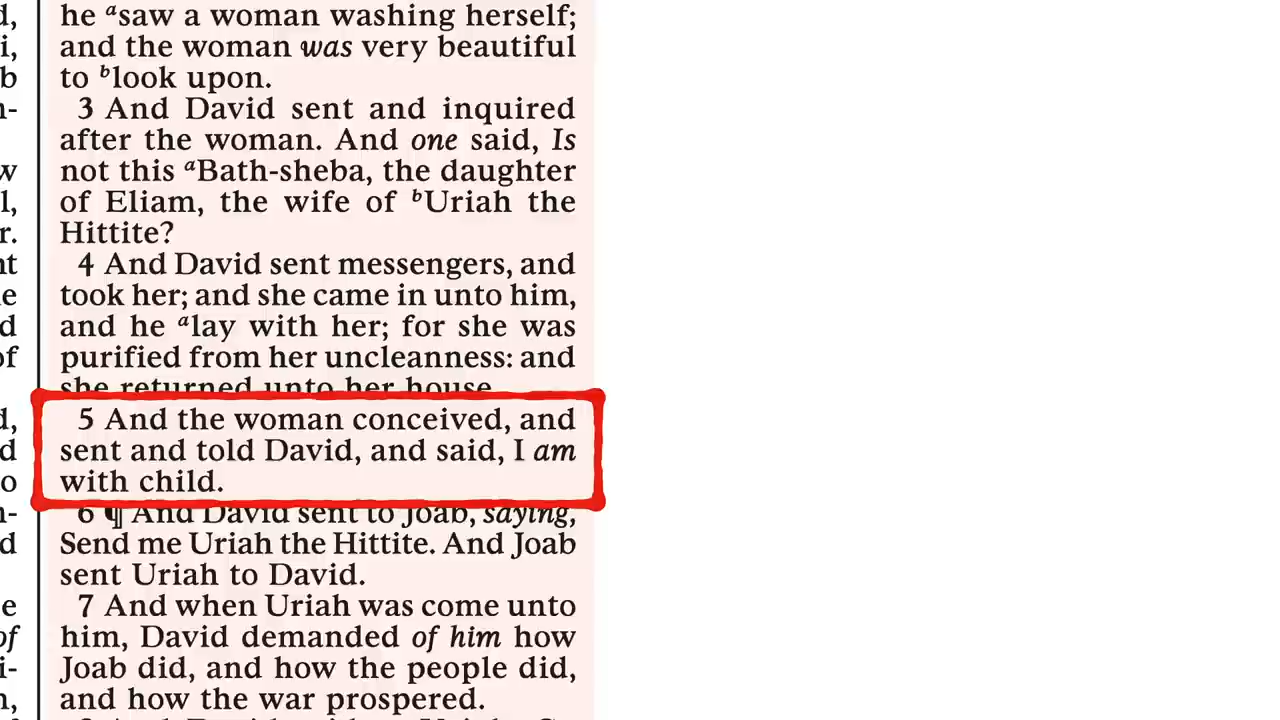 he ᵃsaw a woman washing herself;
and the woman was very beautiful
to ᵇlook upon.
3 And David sent and inquired
after the woman. And one said, Is
not this ᵃBath-sheba, the daughter
of Eliam, the wife of ᵇUriah the
Hittite?
4 And David sent messengers, and
took her; and she came in unto him,
and he ᵃlay with her; for she was
purified from her uncleanness: and
she returned unto her house.
5 And the woman conceived, and
sent and told David, and said, I am
with child.
6 ¶ And David sent to Joab, saying,
Send me Uriah the Hittite. And Joab
sent Uriah to David.
7 And when Uriah was come unto
him, David demanded of him how
Joab did, and how the people did,
and how the war prospered.